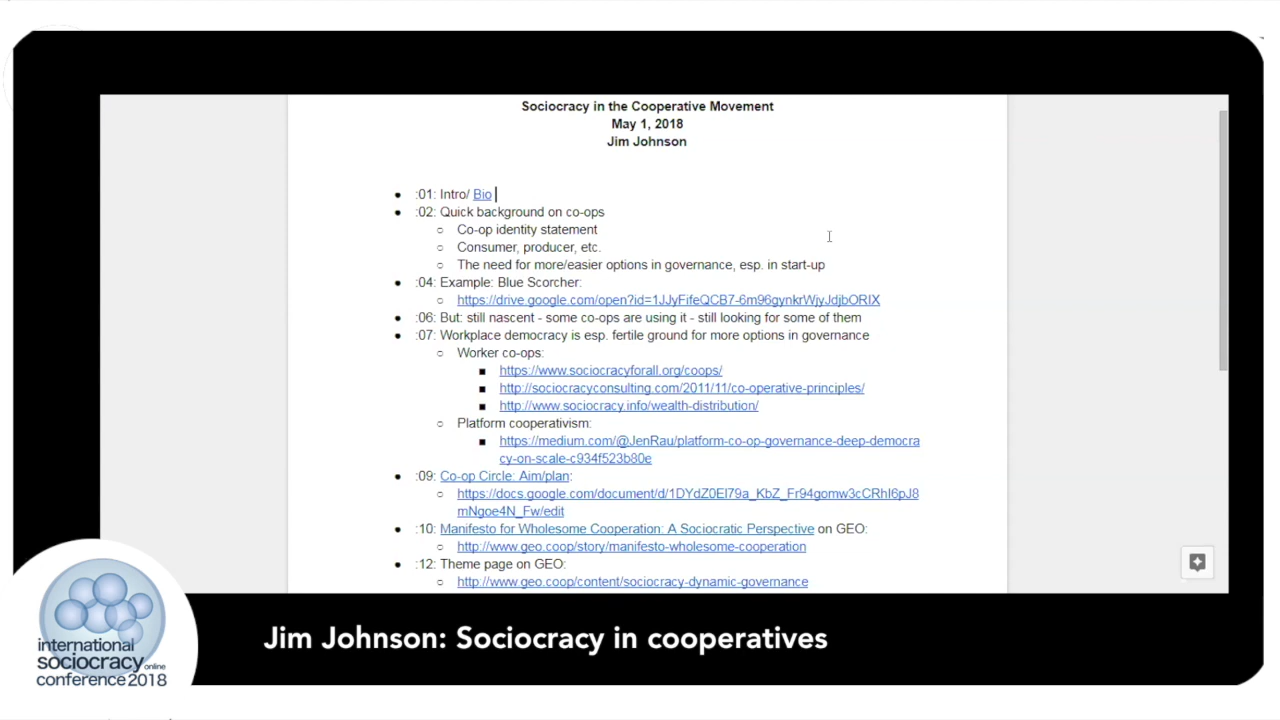 Sociocracy in the Cooperative Movement
May 1, 2018
Jim Johnson
:01: Intro/ Bio
:02: Quick background on co-ops
Co-op identity statement
Consumer, producer, etc.
The need for more/easier options in governance, esp. in start-up
:04: Example: Blue Scorcher:
https://drive.google.com/open?id=1JJyFifeQCB7-6m96gynkrWjyJdjbORIX
:06: But: still nascent - some co-ops are using it - still looking for some of them
:07: Workplace democracy is esp. fertile ground for more options in governance
Worker co-ops:
https://www.sociocracyforall.org/coops/
http://sociocracyconsulting.com/2011/11/co-operative-principles/
http://www.sociocracy.info/wealth-distribution/
Platform cooperativism:
https://medium.com/@JenRau/platform-co-op-governance-deep-democra
cy-on-scale-c934f523b80e
:09: Co-op Circle: Aim/plan:
https://docs.google.com/document/d/1DYdZ0EI79a_KbZ_Fr94gomw3cCRhI6pJ8
mNgoe4N_Fw/edit
:10: Manifesto for Wholesome Cooperation: A Sociocratic Perspective on GEO:
http://www.geo.coop/story/manifesto-wholesome-cooperation
:12: Theme page on GEO:
http://www.geo.coop/content/sociocracy-dynamic-governance
Jim Johnson: Sociocracy in cooperatives
international
sociocracy online
conference 2018